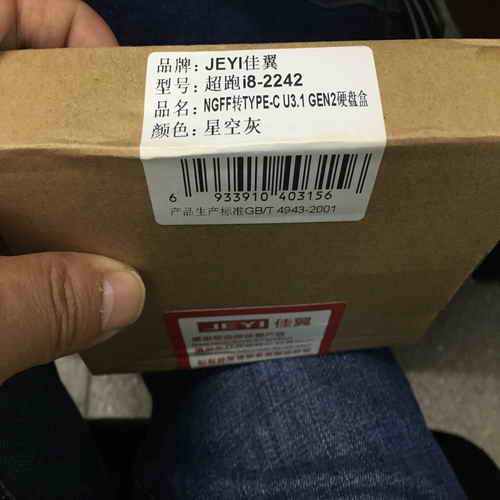 品牌: JEYI佳翼
型号: 超跑i8-2242
品名: NGFF转TYPE-C U3.1 GEN2硬盘盒
颜色: 星空灰
6 933910 403156
产品生产标准GB/T 4943-2001
JEYI 佳翼